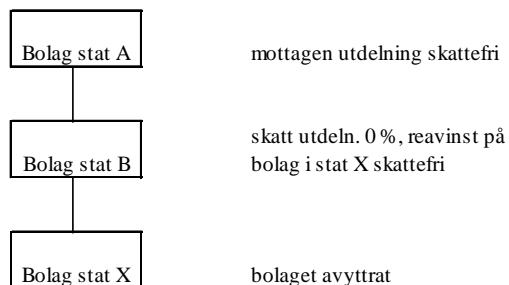 Bolag stat A mottagen utdelning skattefri
skatt utdeln. 0 %, reavinst på
Bolag stat B bolag i stat X skattefri
Bolag stat X bolaget avyttrat